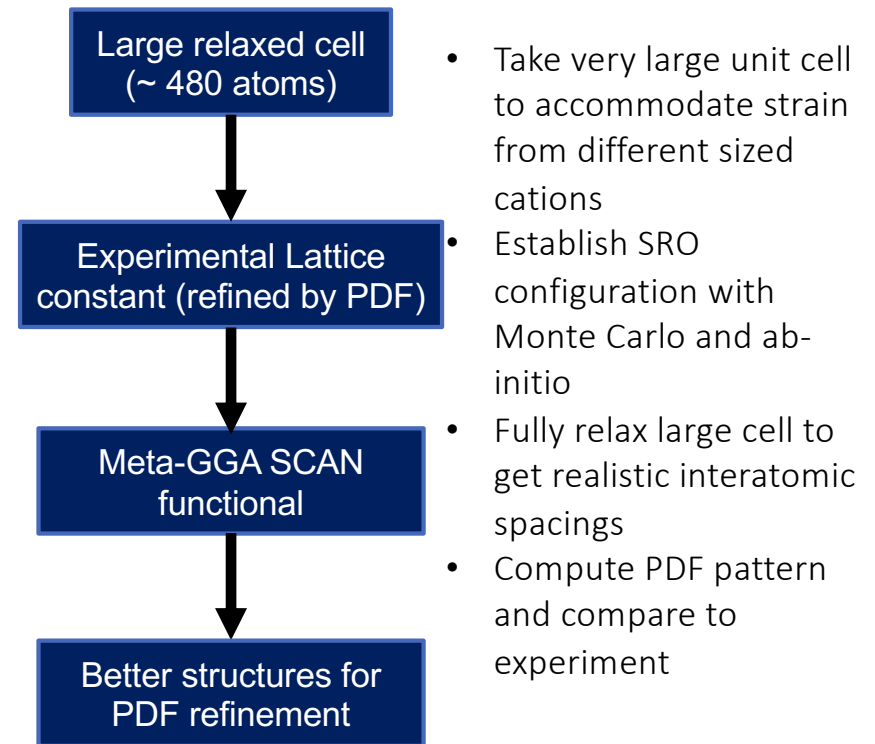 Large relaxed cell
(~ 480 atoms)
Experimental Lattice
constant (refined by PDF)
Meta-GGA SCAN
functional
Better structures for
PDF refinement
• Take very large unit cell
to accommodate strain
from different sized
cations
• Establish SRO
configuration with
Monte Carlo and ab-
initio
• Fully relax large cell to
get realistic interatomic
spacings
• Compute PDF pattern
and compare to
experiment